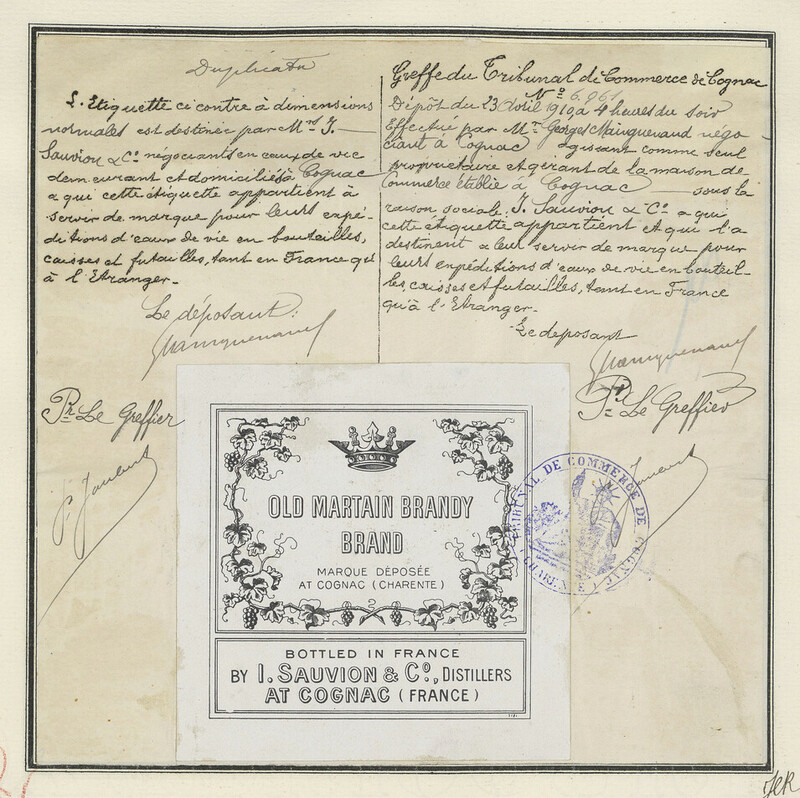 Duplicata
L'Etiquette ci contre à dimensions
normales est destinée par Mrs J.
Sauvion & Co négociants en eaux de vie
demeurant et domiciliés à Cognac
a qui cette étiquette appartient à
servir de marque pour leurs expé-
ditions d'eaux de vie en bouteilles,
caisses et futailles, tant en France qu'
à l'Etranger.
Le déposant:
Pr Le Greffier
Greffe du Tribunal de Commerce de Cognac
No 6.961
Dépôt du 23 Avril 1910, à 4 heures du soir
Effectué par Mr Georges Mainguenaud négo
ciant à Cognac agissant comme seul
propriétaire et gérant de la maison de
Commerce établie à Cognac sous la
raison sociale: J. Sauvion & Co a qui
cette étiquette appartient et qui l'a
destinent a leur servir de marque pour
leurs expéditions d'eaux de vie en bouteil-
les, caisses et futailles, tant en France
qu'à l'Etranger.
Le deposant
Pr Le Greffier
OLD MARTAIN BRANDY
BRAND
MARQUE DÉPOSÉE
AT COGNAC (CHARENTE)
BOTTLED IN FRANCE
BY I. SAUVION & Co., DISTILLERS
AT COGNAC (FRANCE)
TRIBUNAL DE COMMERCE DE COGNAC
(CHARENTE)